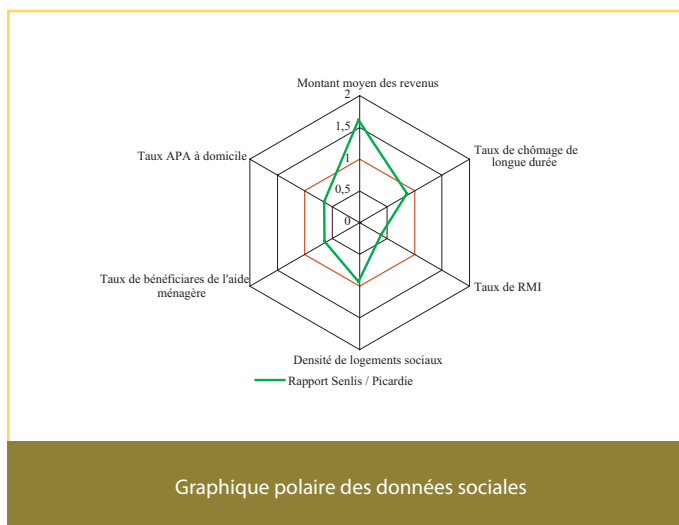 Montant moyen des revenus
2
1,5
1
0,5
0
Taux de chômage de
longue durée
Taux de RMI
Densité de logements sociaux
Taux de bénéficiares de l'aide
ménagère
Taux APA à domicile
Rapport Senlis / Picardie
Graphique polaire des données sociales